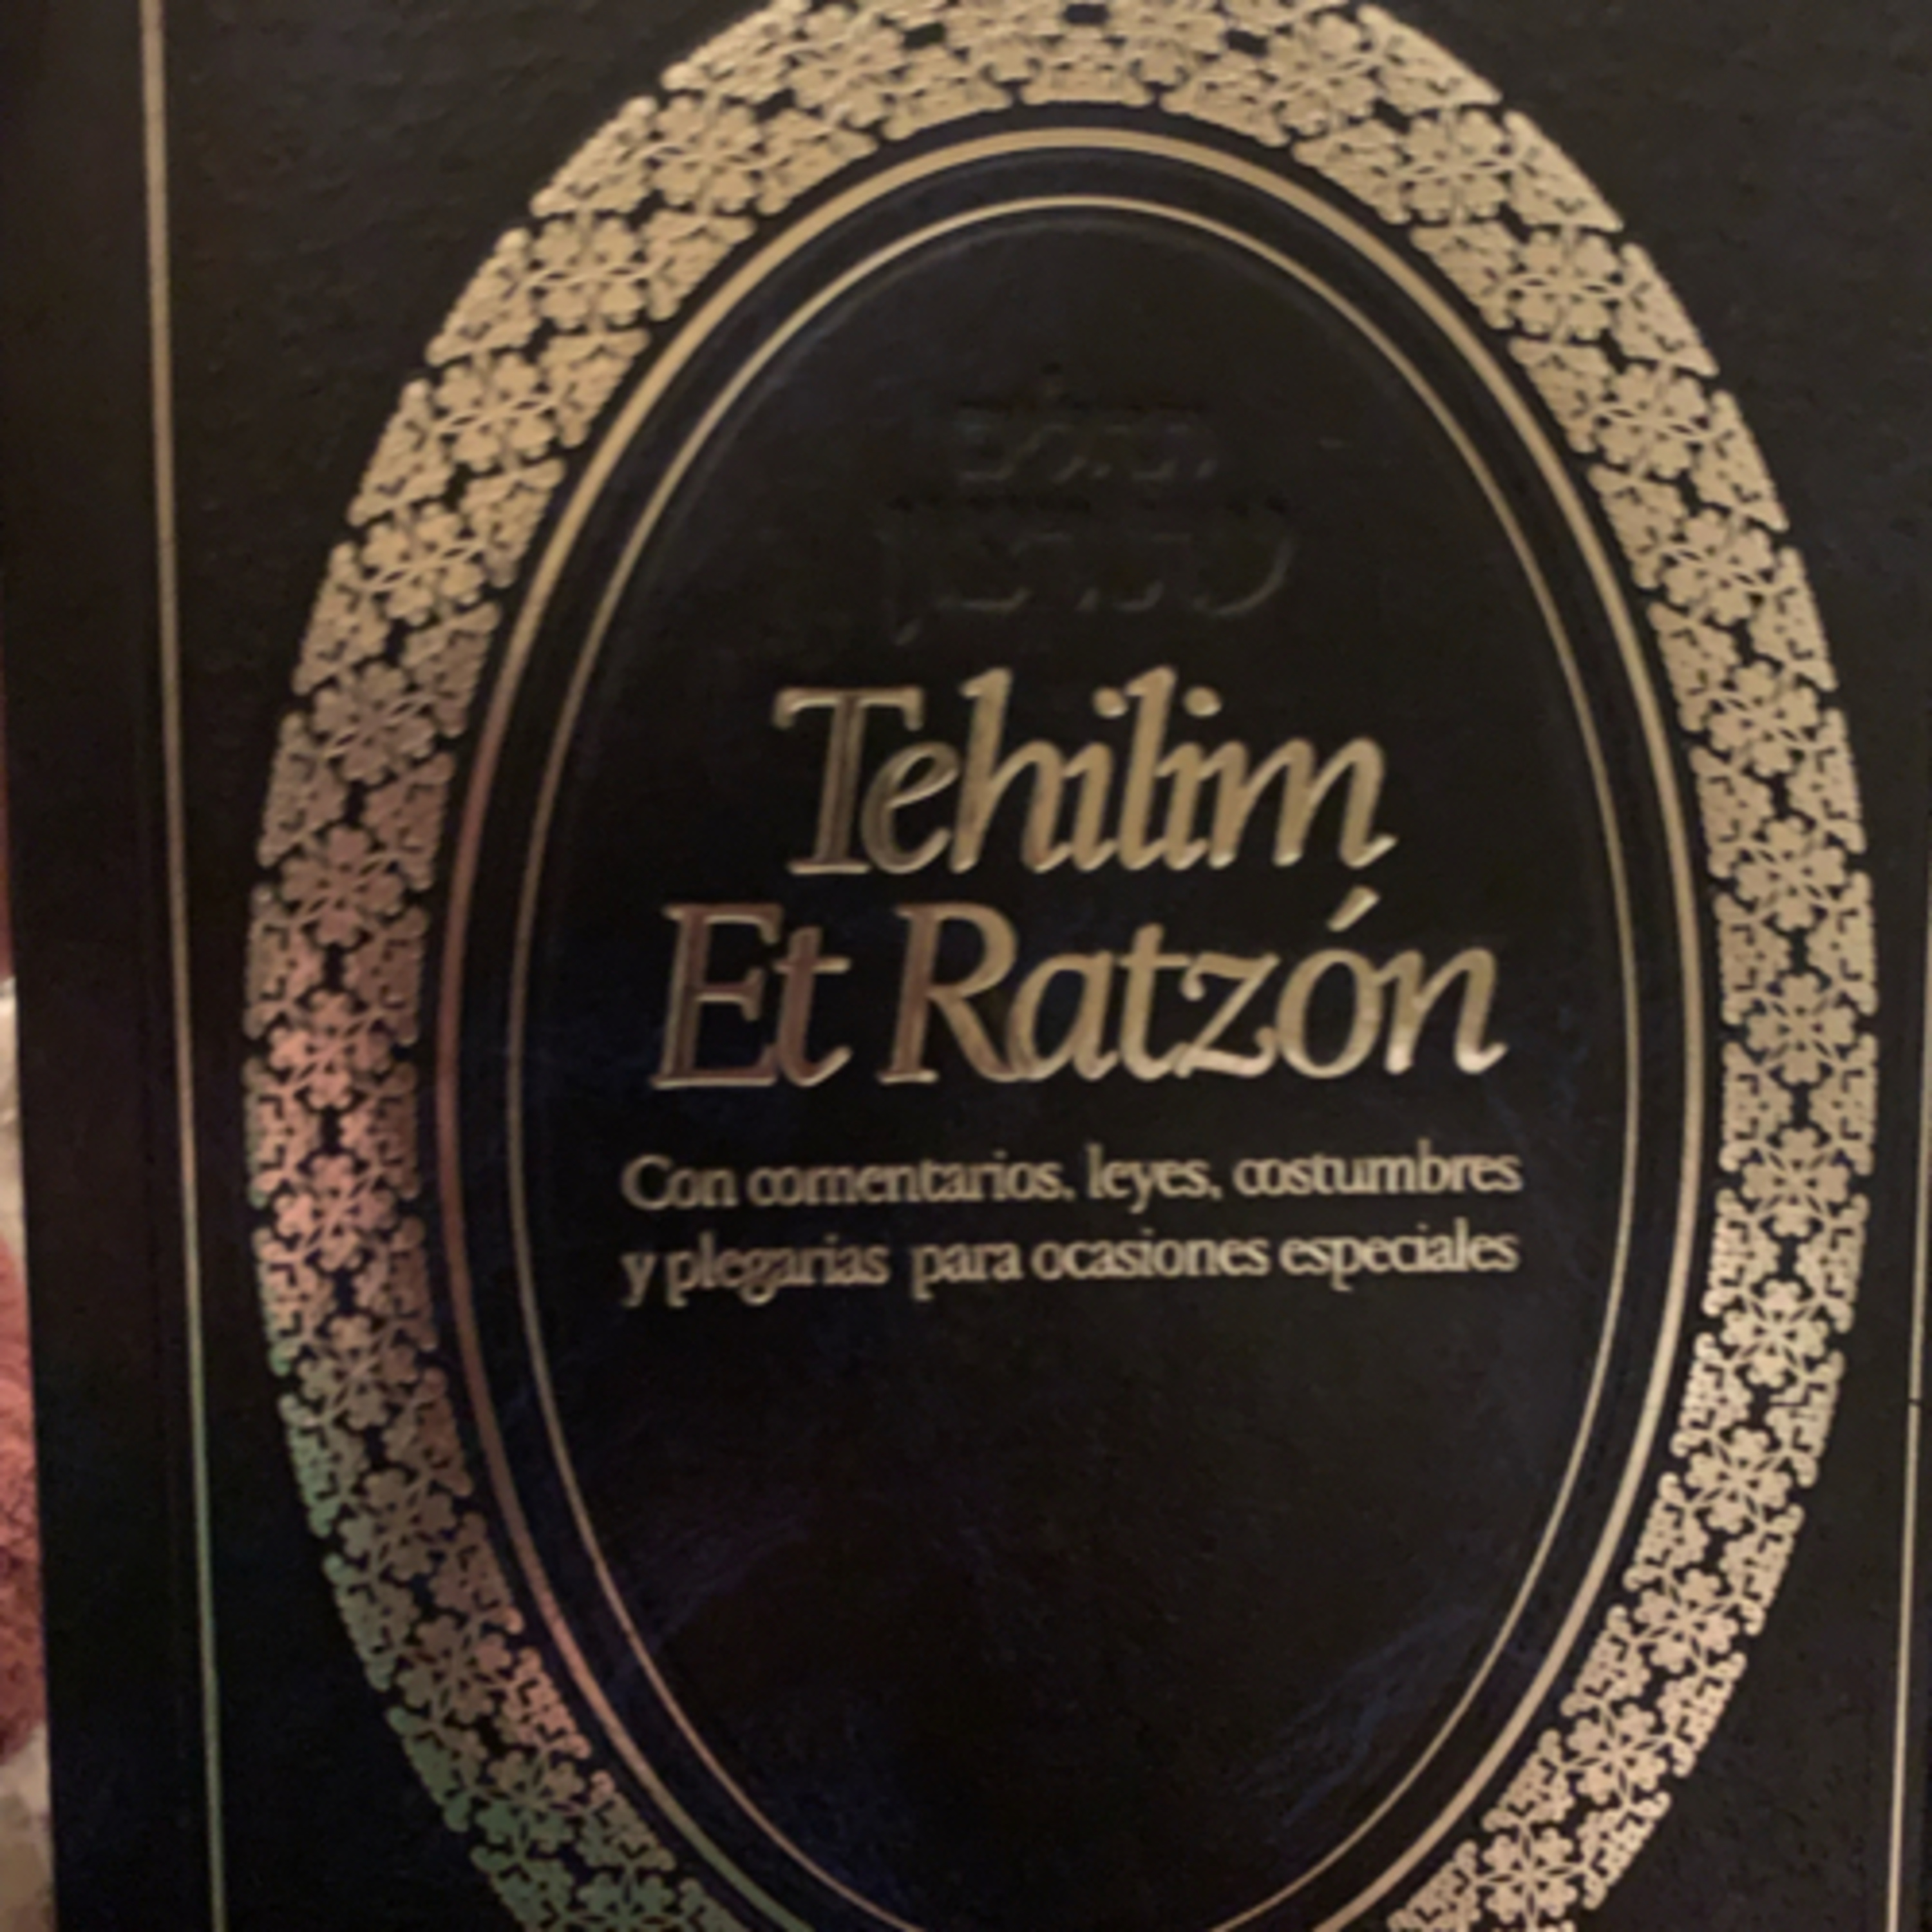 Tehilim
Et Ratzón
Con comentarios, leyes, costumbres
y plegarias para ocasiones especiales